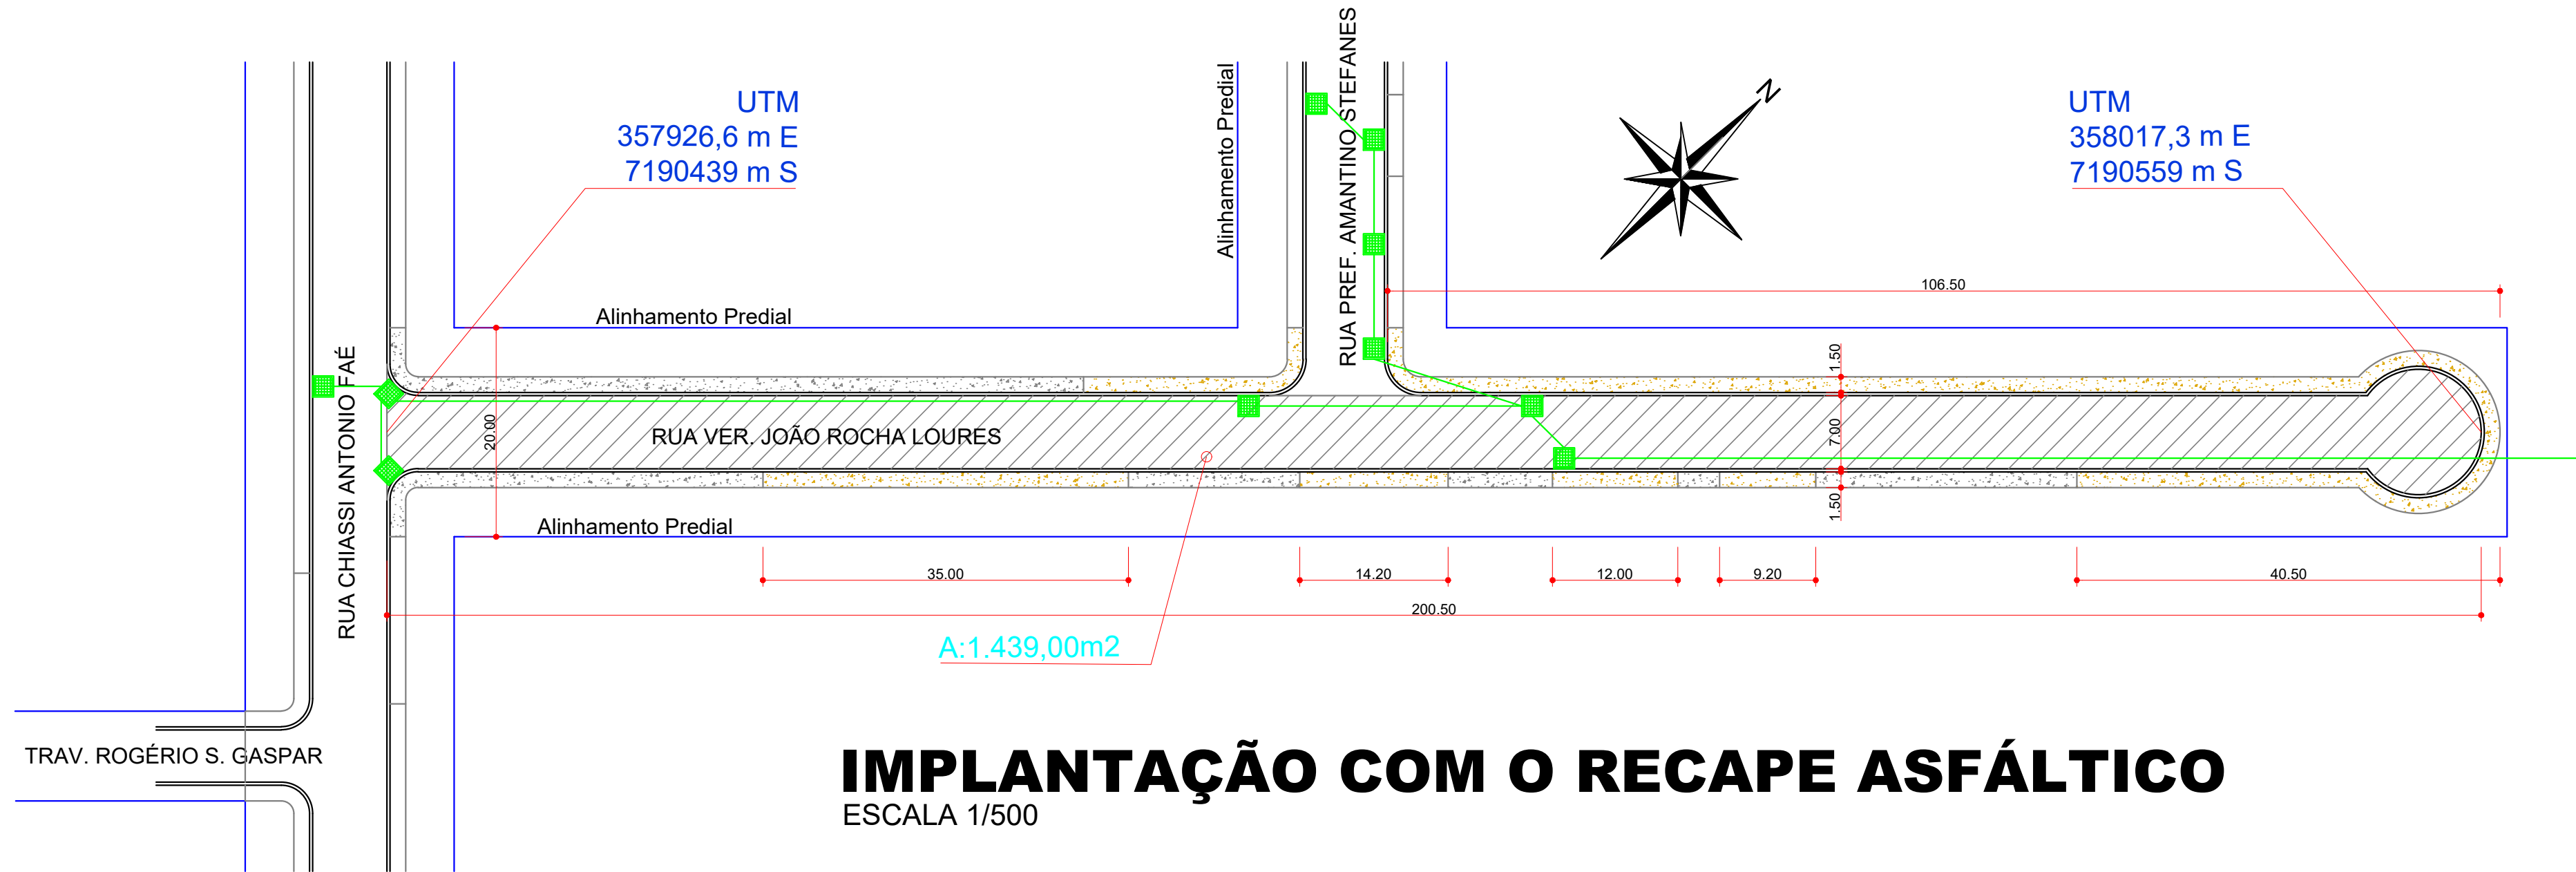 UTM
357926,6 m E
7190439 m S
Alinhamento Predial
RUA PREF. AMANTINO STEFANES
N
UTM
358017,3 m E
7190559 m S
106.50
Alinhamento Predial
RUA CHIASSI ANTONIO FAÉ
20.00
RUA VER. JOÃO ROCHA LOURES
1.50
7.00
1.50
Alinhamento Predial
35.00
14.20
12.00
9.20
40.50
200.50
A:1.439,00m2
TRAV. ROGÉRIO S. GASPAR
IMPLANTAÇÃO COM O RECAPE ASFÁLTICO
ESCALA 1/500